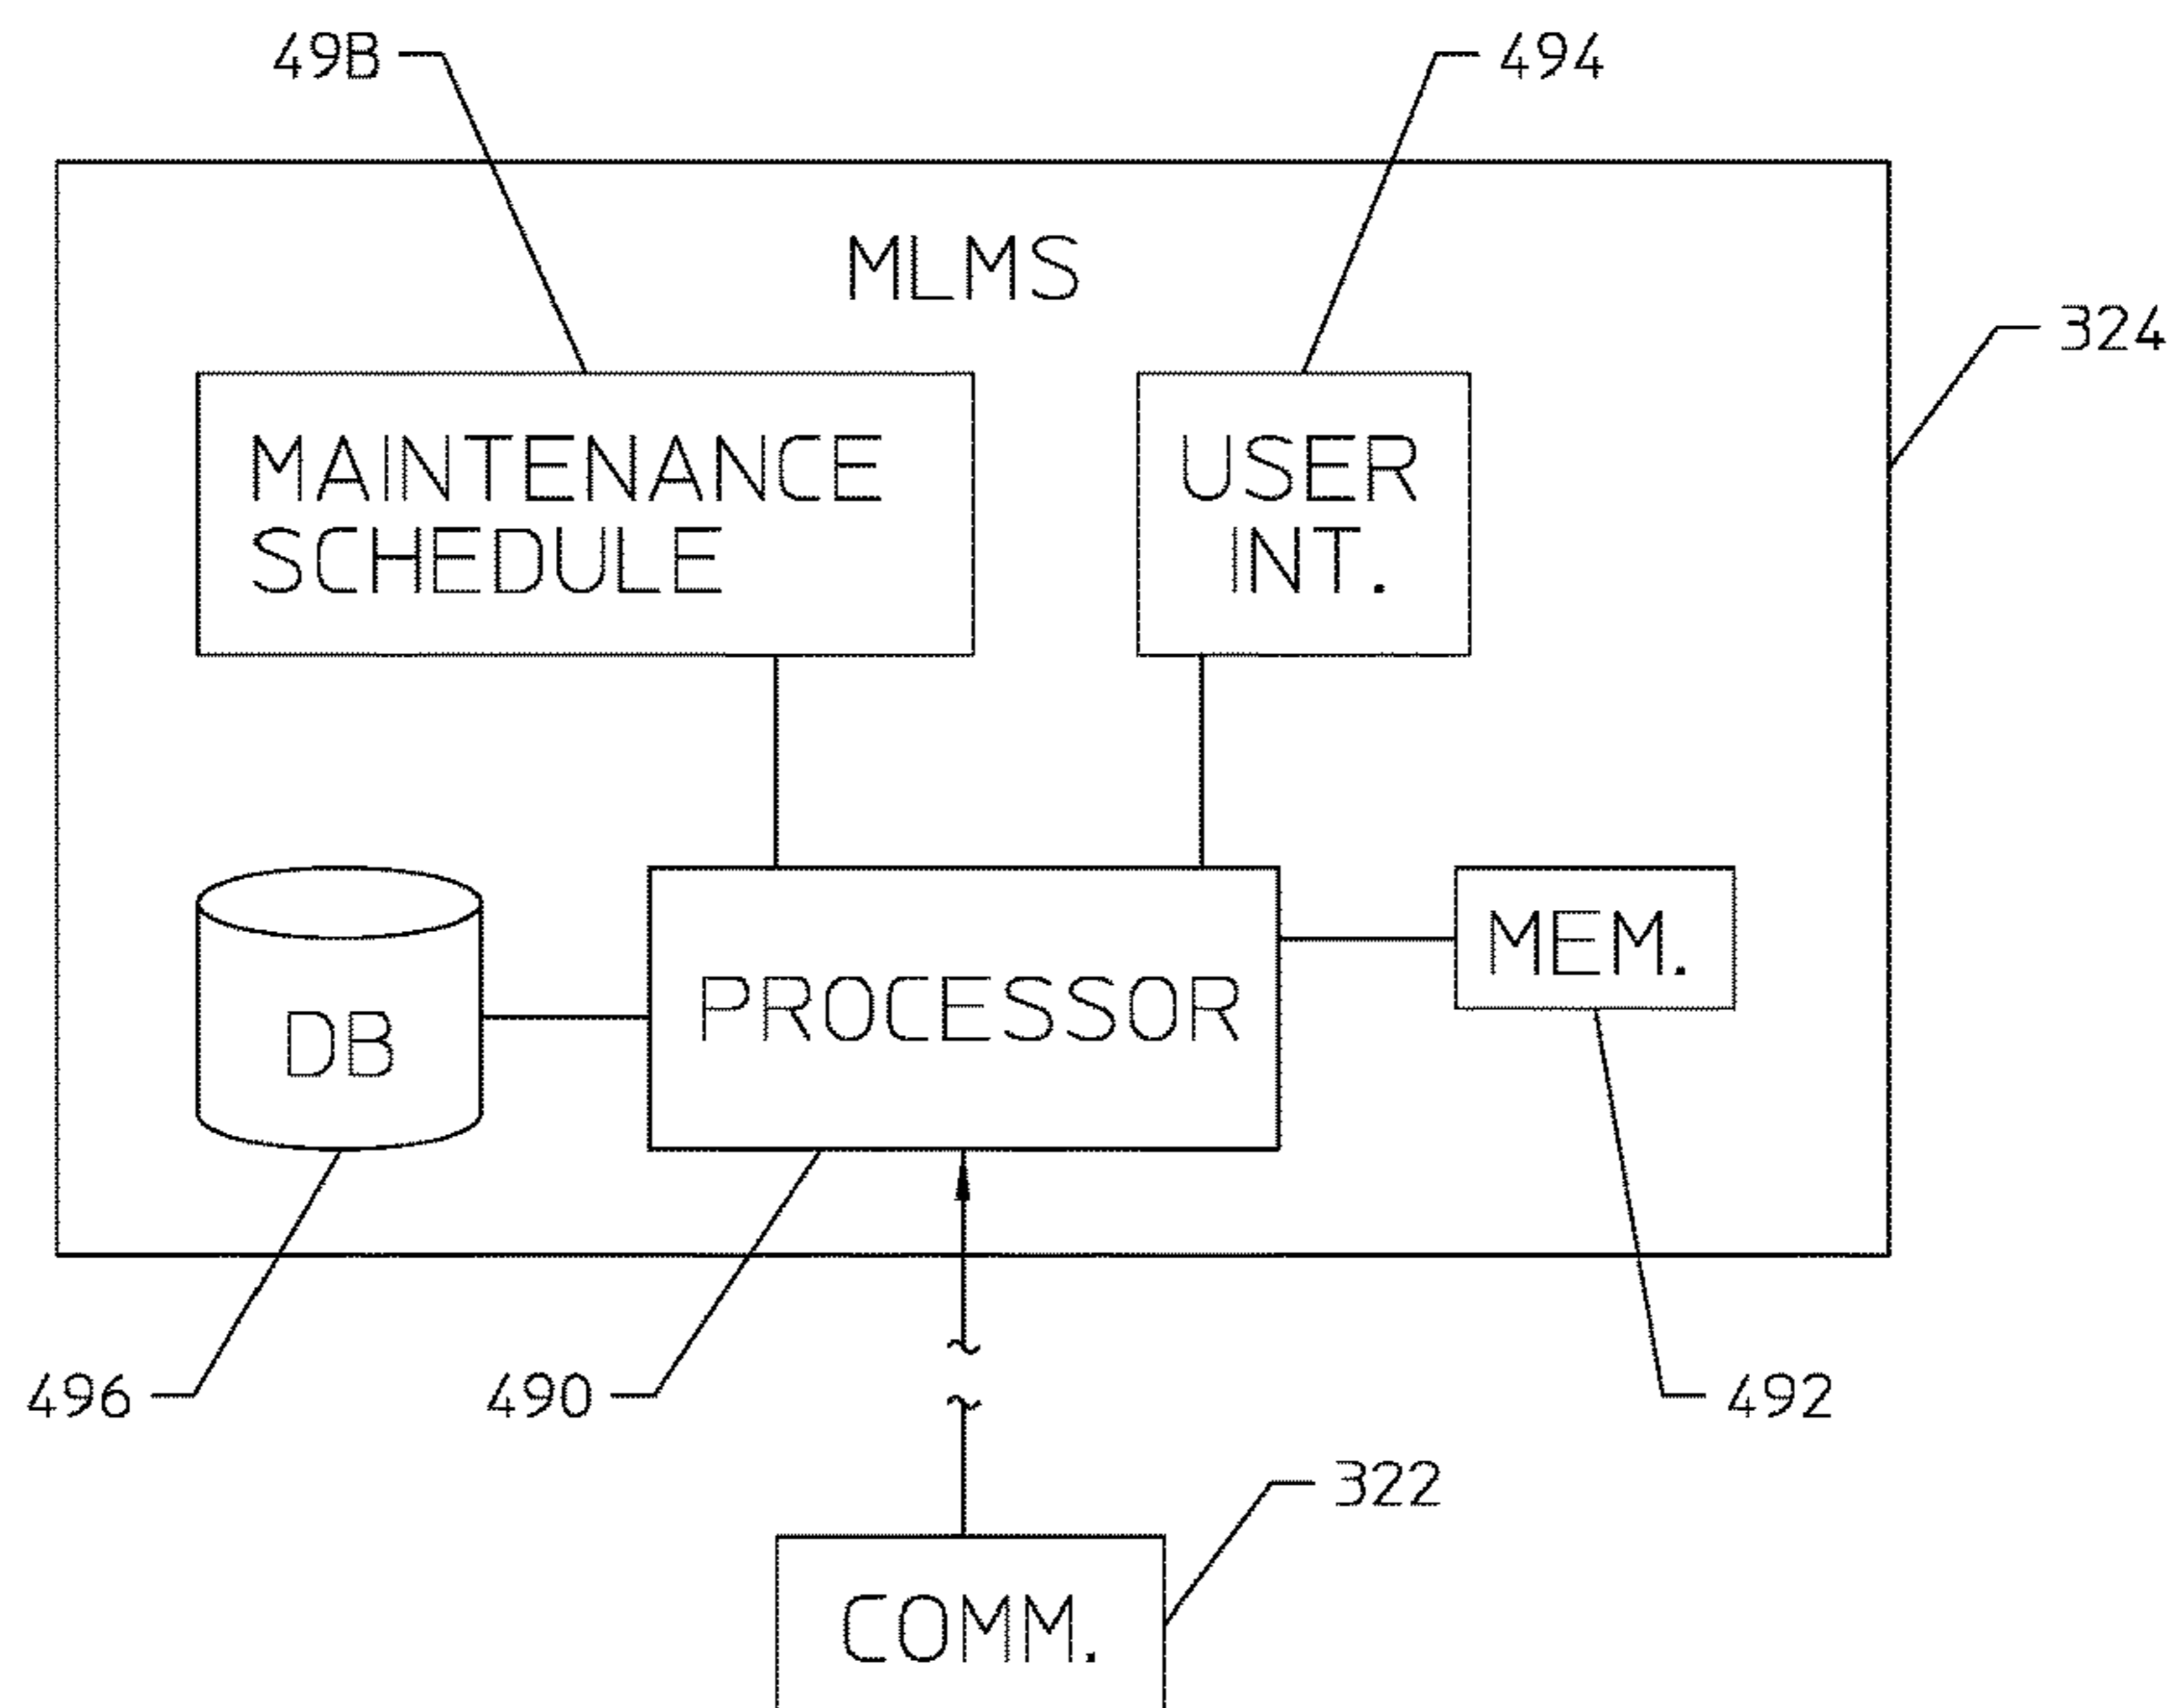 49B
494
MLMS
324
MAINTENANCE
SCHEDULE
USER
INT.
DB
PROCESSOR
MEM.
496
490
492
322
COMM.